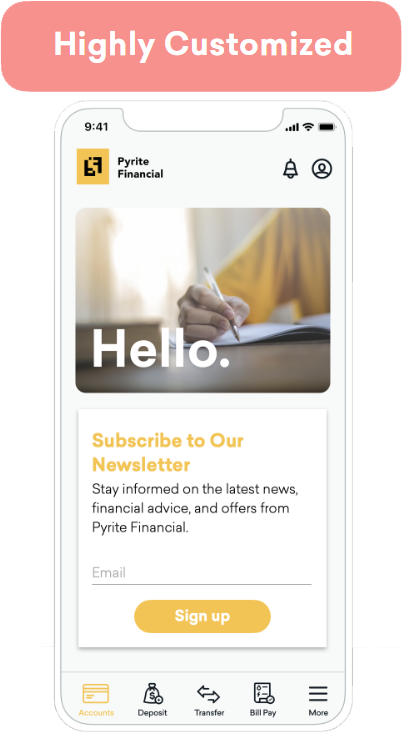 Highly Customized
9:41
Pyrite
Financial
Hello.
Subscribe to Our
Newsletter
Stay informed on the latest news,
financial advice, and offers from
Pyrite Financial.
Email
Sign up
Accounts Deposit Transfer Bill Pay More